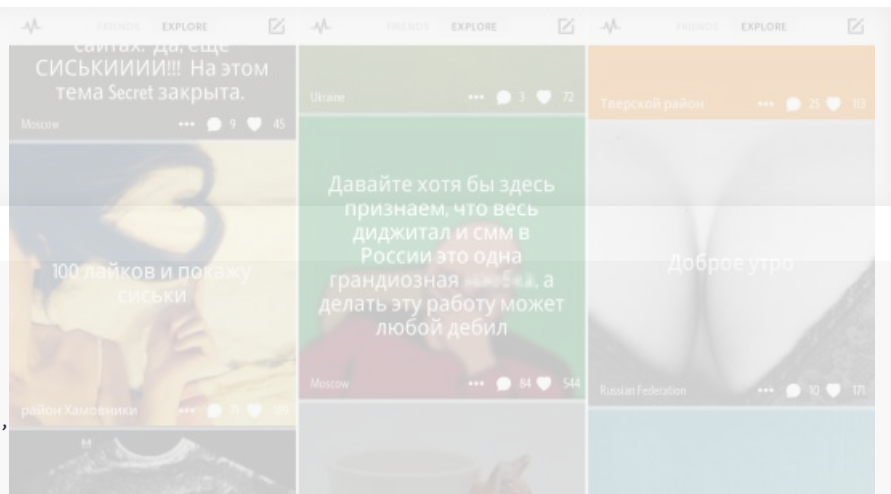 FRIENDS EXPLORE
сайтах. Да, еще
СИСЬКИИИИ!!! На этом
тема Secret закрыта.
Moscow ••• 9 45
100 лайков и покажу
сиськи
район Хамовники ••• 11
FRIENDS EXPLORE
Ukraine ••• 3 72
Давайте хотя бы здесь
признаем, что весь
диджитал и смм в
России это одна
грандиозная , а
делать эту работу может
любой дебил
Moscow ••• 84 544
FRIENDS EXPLORE
Тверской район ••• 25 113
Доброе утро
Russian Federation ••• 10 171
,